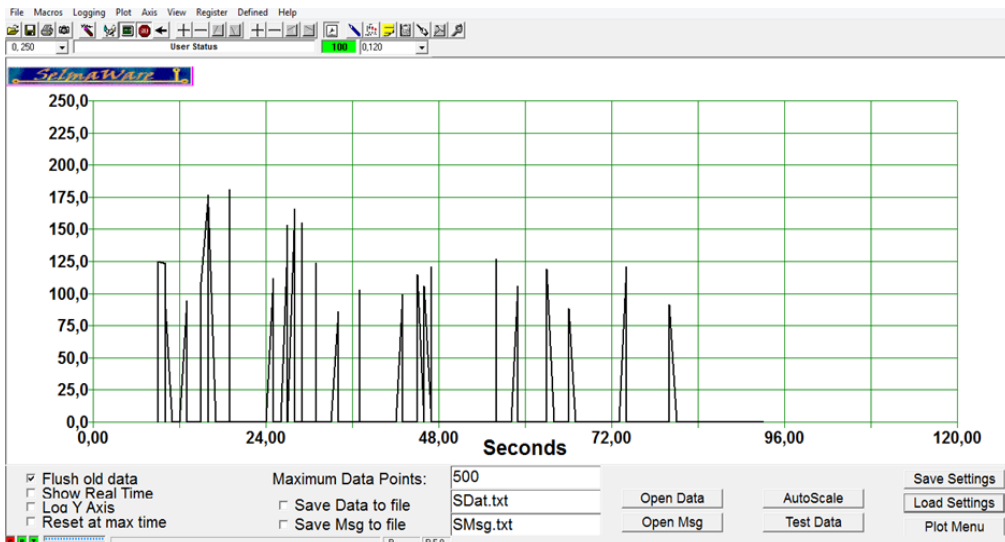 File Macros Logging Plot Axis View Register Defined Help
0, 250 User Status 100 0,120
SelmaWare
250,0
225,0
200,0
175,0
150,0
125,0
100,0
75,0
50,0
25,0
0,0
0,00 24,00 48,00 72,00 96,00 120,00
Seconds
Flush old data
Show Real Time
Log Y Axis
Reset at max time
Maximum Data Points: 500
Save Data to file SDat.txt
Save Msg to file SMsg.txt
Open Data
Open Msg
AutoScale
Test Data
Save Settings
Load Settings
Plot Menu